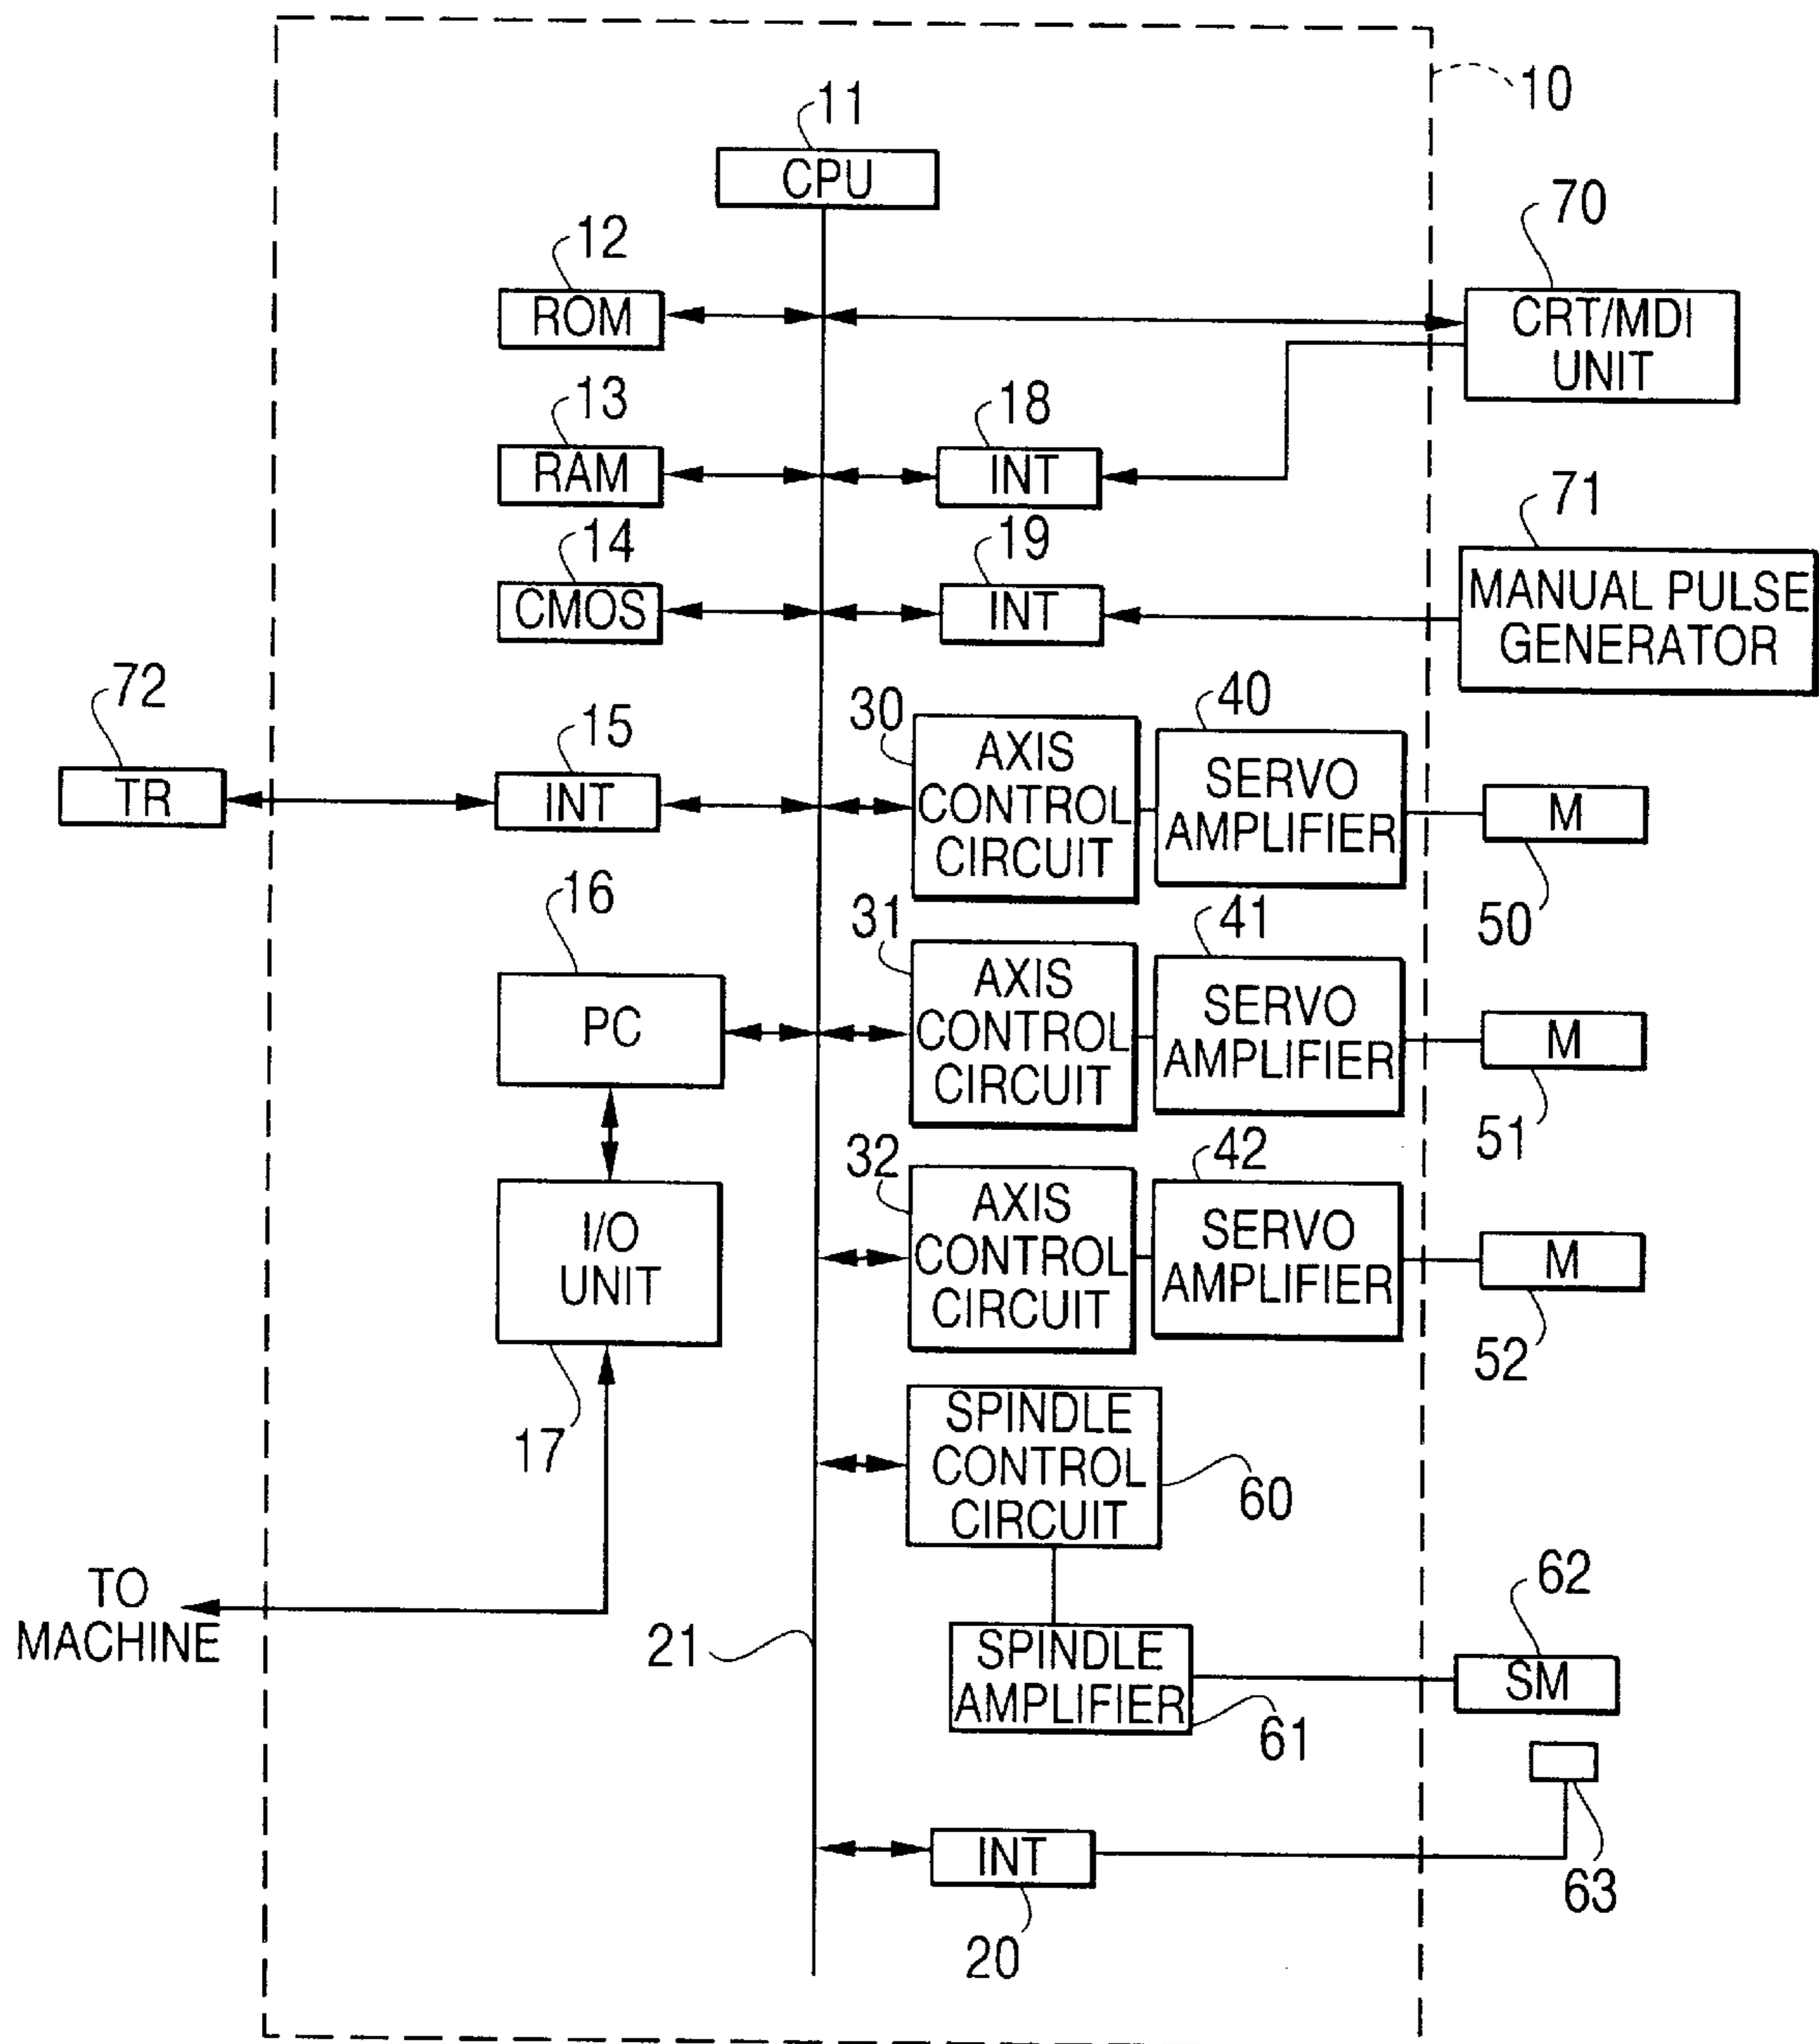 10
11
CPU
12
ROM
70
CRT/MDI
UNIT
13
RAM
18
INT
14
CMOS
19
INT
71
MANUAL PULSE
GENERATOR
72
TR
15
INT
30
AXIS
CONTROL
CIRCUIT
40
SERVO
AMPLIFIER
M
50
16
PC
31
AXIS
CONTROL
CIRCUIT
41
SERVO
AMPLIFIER
M
51
I/O
UNIT
17
32
AXIS
CONTROL
CIRCUIT
42
SERVO
AMPLIFIER
M
52
SPINDLE
CONTROL
CIRCUIT
60
TO
MACHINE
21
SPINDLE
AMPLIFIER
61
62
SM
63
INT
20